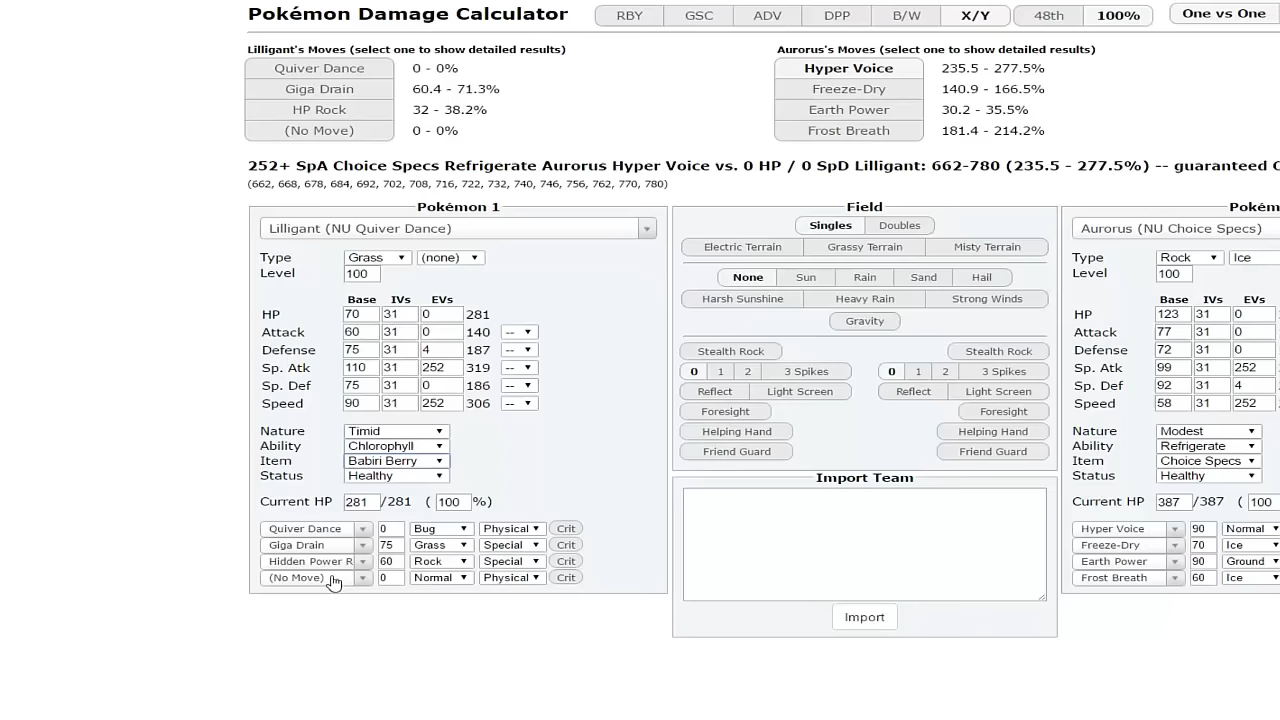 Pokémon Damage Calculator RBY GSC ADV DPP B/W X/Y 48th 100% One vs One
Lilligant's Moves (select one to show detailed results) Aurorus's Moves (select one to show detailed results)
Quiver Dance 0 - 0% Hyper Voice 235.5 - 277.5%
Giga Drain 60.4 - 71.3% Freeze-Dry 140.9 - 166.5%
HP Rock 32 - 38.2% Earth Power 30.2 - 35.5%
(No Move) 0 - 0% Frost Breath 181.4 - 214.2%
252+ SpA Choice Specs Refrigerate Aurorus Hyper Voice vs. 0 HP / 0 SpD Lilligant: 662-780 (235.5 - 277.5%) -- guaranteed
(662, 668, 678, 684, 692, 702, 708, 716, 722, 732, 740, 746, 756, 762, 770, 780)
Pokémon 1
Lilligant (NU Quiver Dance)
Type Grass (none)
Level 100
Base IVs EVs
HP 70 31 0 281
Attack 60 31 0 140 --
Defense 75 31 4 187 --
Sp. Atk 110 31 252 319 --
Sp. Def 75 31 0 186 --
Speed 90 31 252 306 --
Nature Timid
Ability Chlorophyll
Item Babiri Berry
Status Healthy
Current HP 281 /281 ( 100 %)
Quiver Dance 0 Bug Physical Crit
Giga Drain 75 Grass Special Crit
Hidden Power R 60 Rock Special Crit
(No Move) 0 Normal Physical Crit
Field
Singles Doubles
Electric Terrain Grassy Terrain Misty Terrain
None Sun Rain Sand Hail
Harsh Sunshine Heavy Rain Strong Winds
Gravity
Stealth Rock Stealth Rock
0 1 2 3 Spikes 0 1 2 3 Spikes
Reflect Light Screen Reflect Light Screen
Foresight Foresight
Helping Hand Helping Hand
Friend Guard Friend Guard
Import Team
Import
Pokém
Aurorus (NU Choice Specs)
Type Rock Ice
Level 100
Base IVs EVs
HP 123 31 0
Attack 77 31 0
Defense 72 31 0
Sp. Atk 99 31 252
Sp. Def 92 31 4
Speed 58 31 252
Nature Modest
Ability Refrigerate
Item Choice Specs
Status Healthy
Current HP 387 /387 ( 100
Hyper Voice 90 Normal
Freeze-Dry 70 Ice
Earth Power 90 Ground
Frost Breath 60 Ice